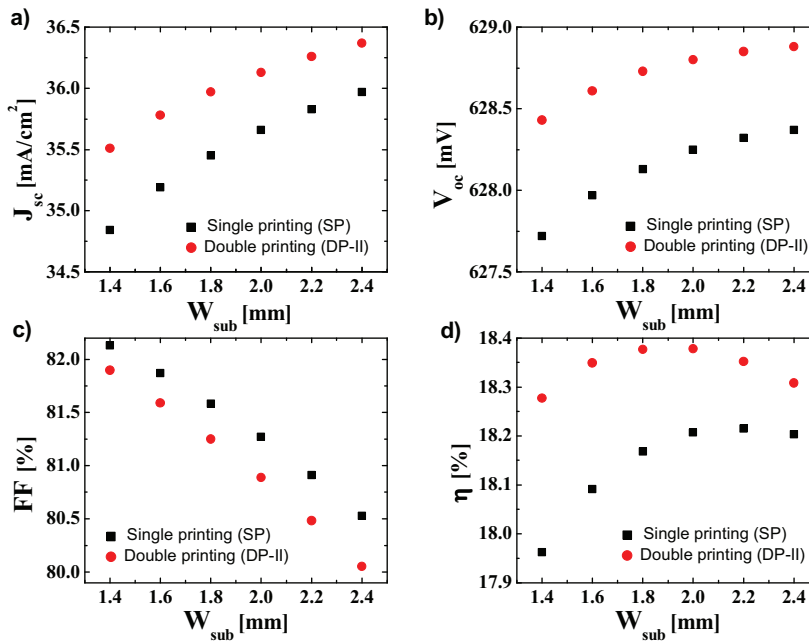 a)
36.5
36.0
35.5
35.0
34.5
J_sc [mA/cm²]
Single printing (SP)
Double printing (DP-II)
1.4 1.6 1.8 2.0 2.2 2.4
W_sub [mm]
b)
629.0
628.5
628.0
627.5
V_oc [mV]
Single printing (SP)
Double printing (DP-II)
1.4 1.6 1.8 2.0 2.2 2.4
W_sub [mm]
c)
82.0
81.5
81.0
80.5
80.0
FF [%]
Single printing (SP)
Double printing (DP-II)
1.4 1.6 1.8 2.0 2.2 2.4
W_sub [mm]
d)
18.4
18.3
18.2
18.1
18.0
17.9
η [%]
Single printing (SP)
Double printing (DP-II)
1.4 1.6 1.8 2.0 2.2 2.4
W_sub [mm]